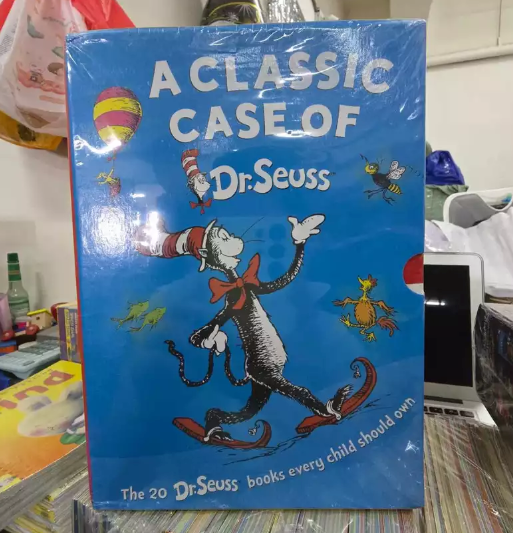 A CLASSIC
CASE OF
Dr. Seuss
The 20 Dr. Seuss books every child should own